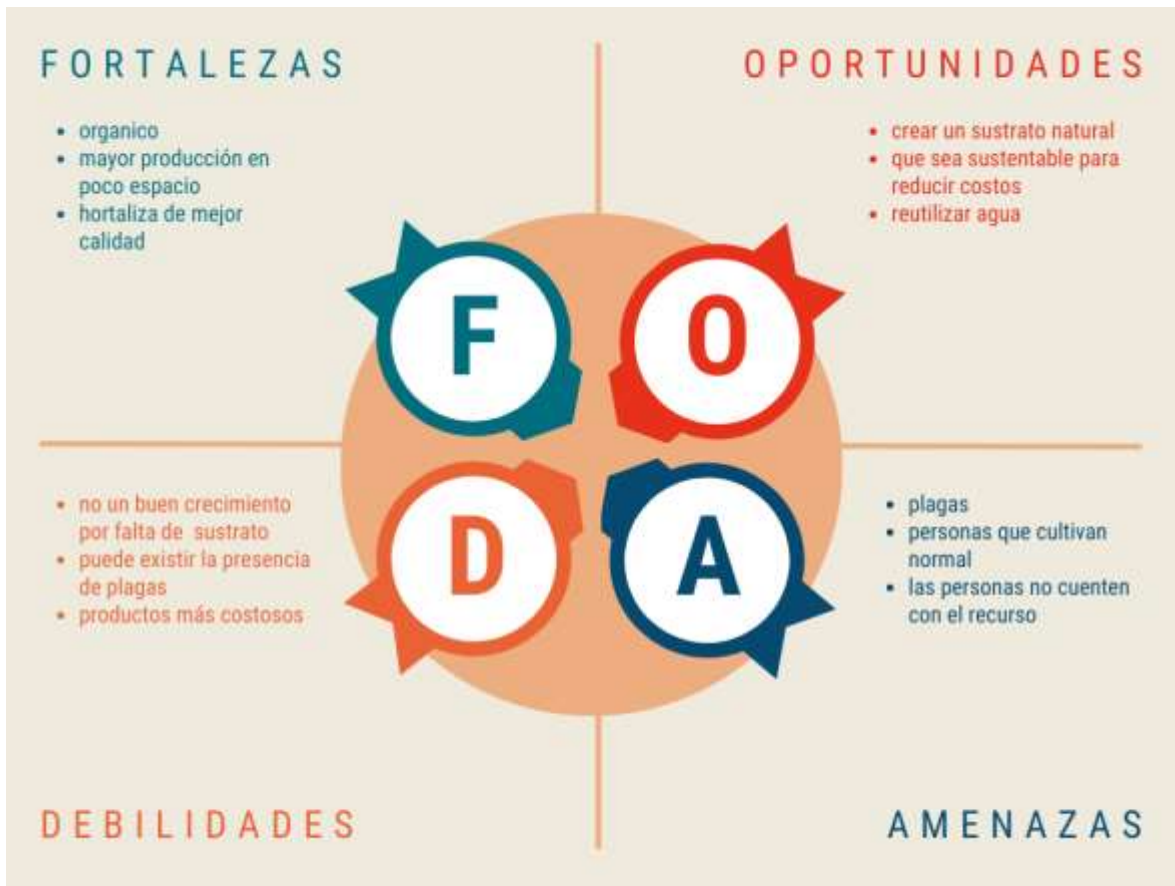 FORTALEZAS
• organico
• mayor producción en
poco espacio
• hortaliza de mejor
calidad
OPORTUNIDADES
• crear un sustrato natural
• que sea sustentable para
reducir costos
• reutilizar agua
F
O
D
A
• no un buen crecimiento
por falta de sustrato
• puede existir la presencia
de plagas
• productos más costosos
DEBILIDADES
• plagas
• personas que cultivan
normal
• las personas no cuenten
con el recurso
AMENAZAS